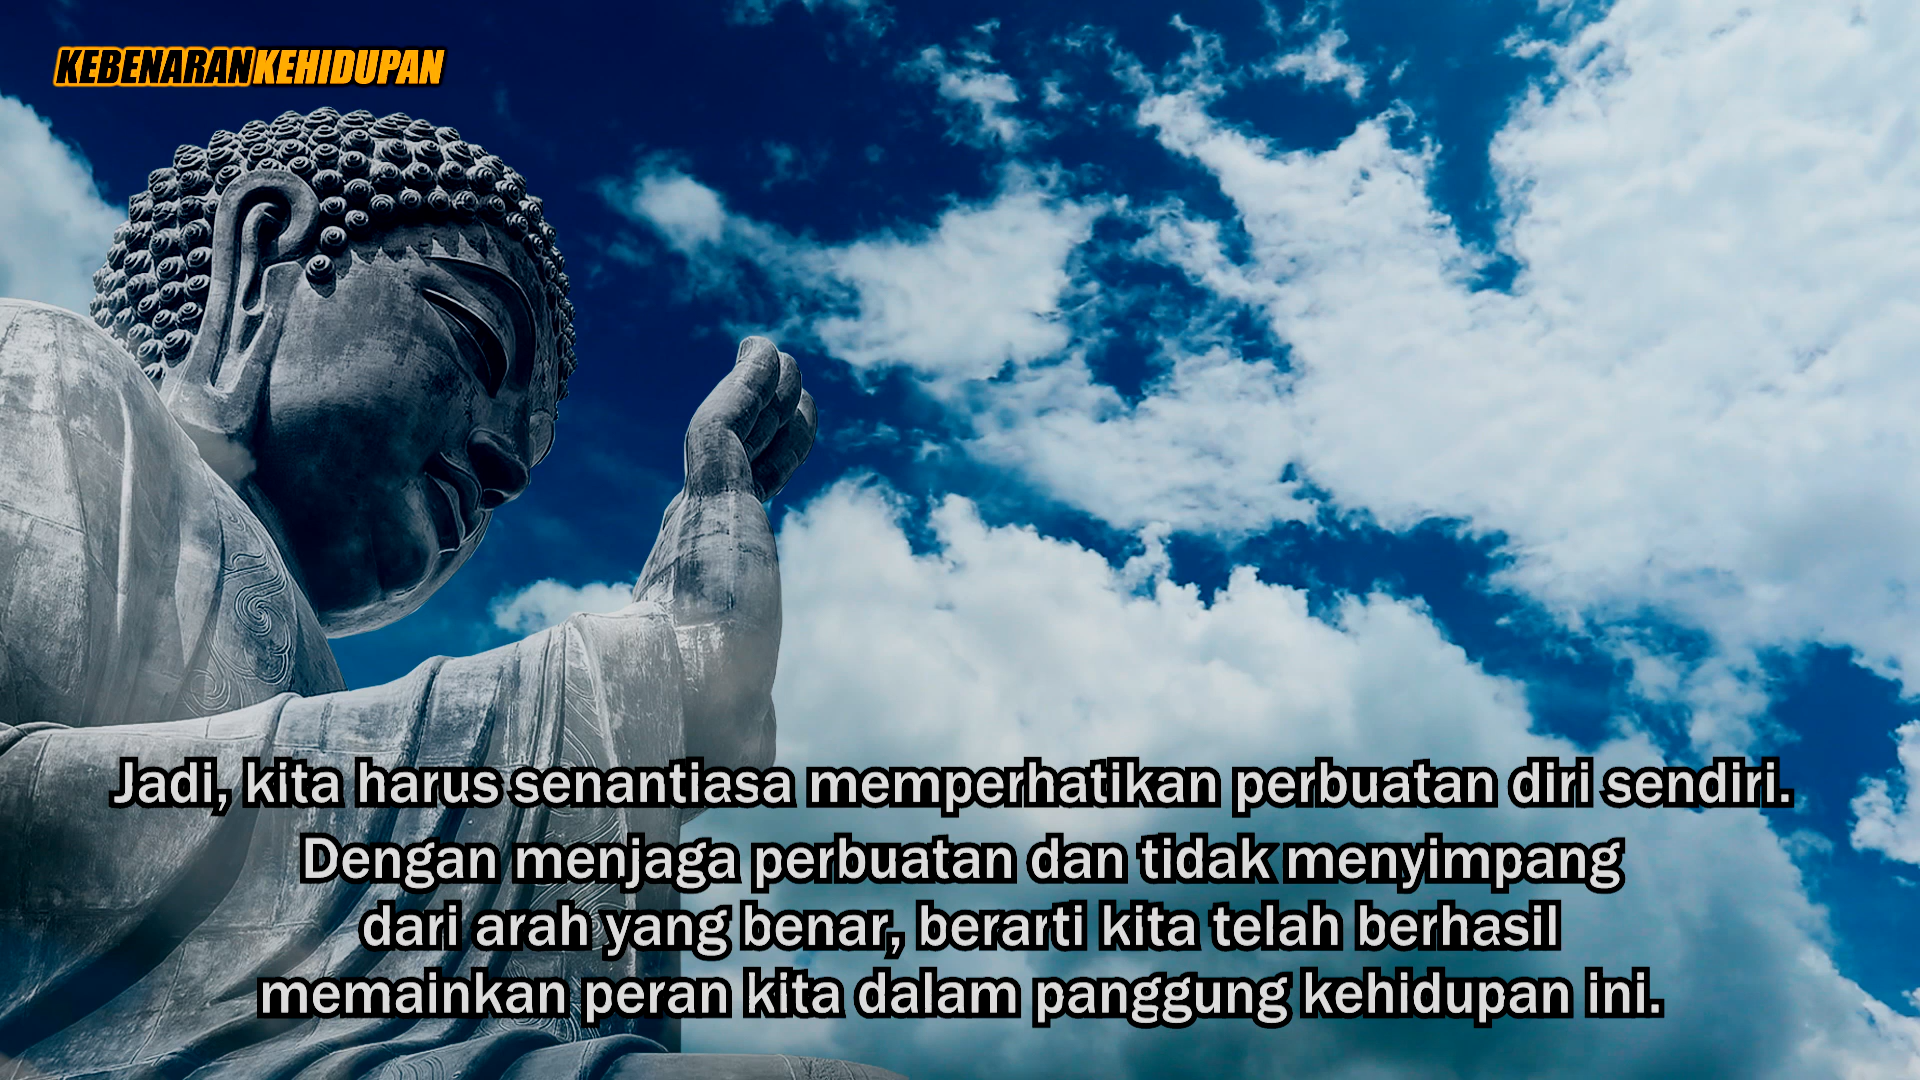 KEBENARANKEHIDUPAN
Jadi, kita harus senantiasa memperhatikan perbuatan diri sendiri.
Dengan menjaga perbuatan dan tidak menyimpang
dari arah yang benar, berarti kita telah berhasil
memainkan peran kita dalam panggung kehidupan ini.